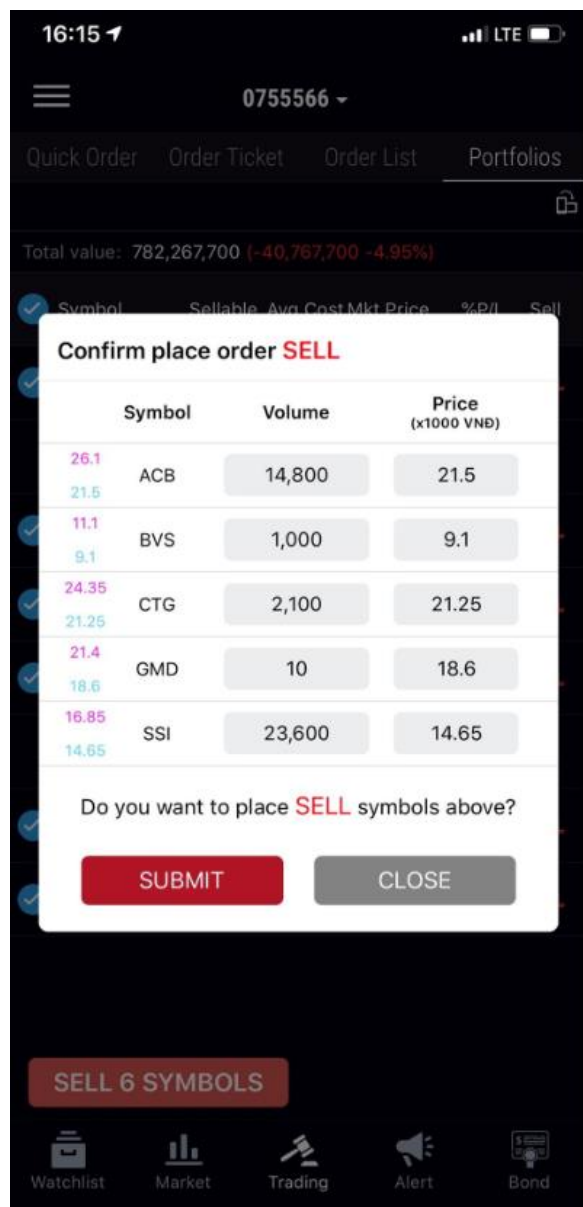 16:15 LTE
0755566
Quick Order Order Ticket Order List Portfolios
Total value: 782,267,700 (-40,767,700 -4.95%)
Symbol Sellable Avg Cost Mkt Price %P/L Sell
Confirm place order SELL
Symbol Volume Price
(x1000 VNĐ)
26.1
ACB 14,800 21.5
21.5
11.1
BVS 1,000 9.1
9.1
24.35
CTG 2,100 21.25
21.25
21.4
GMD 10 18.6
18.6
16.85
SSI 23,600 14.65
14.65
Do you want to place SELL symbols above?
SUBMIT CLOSE
SELL 6 SYMBOLS
Watchlist Market Trading Alert Bond